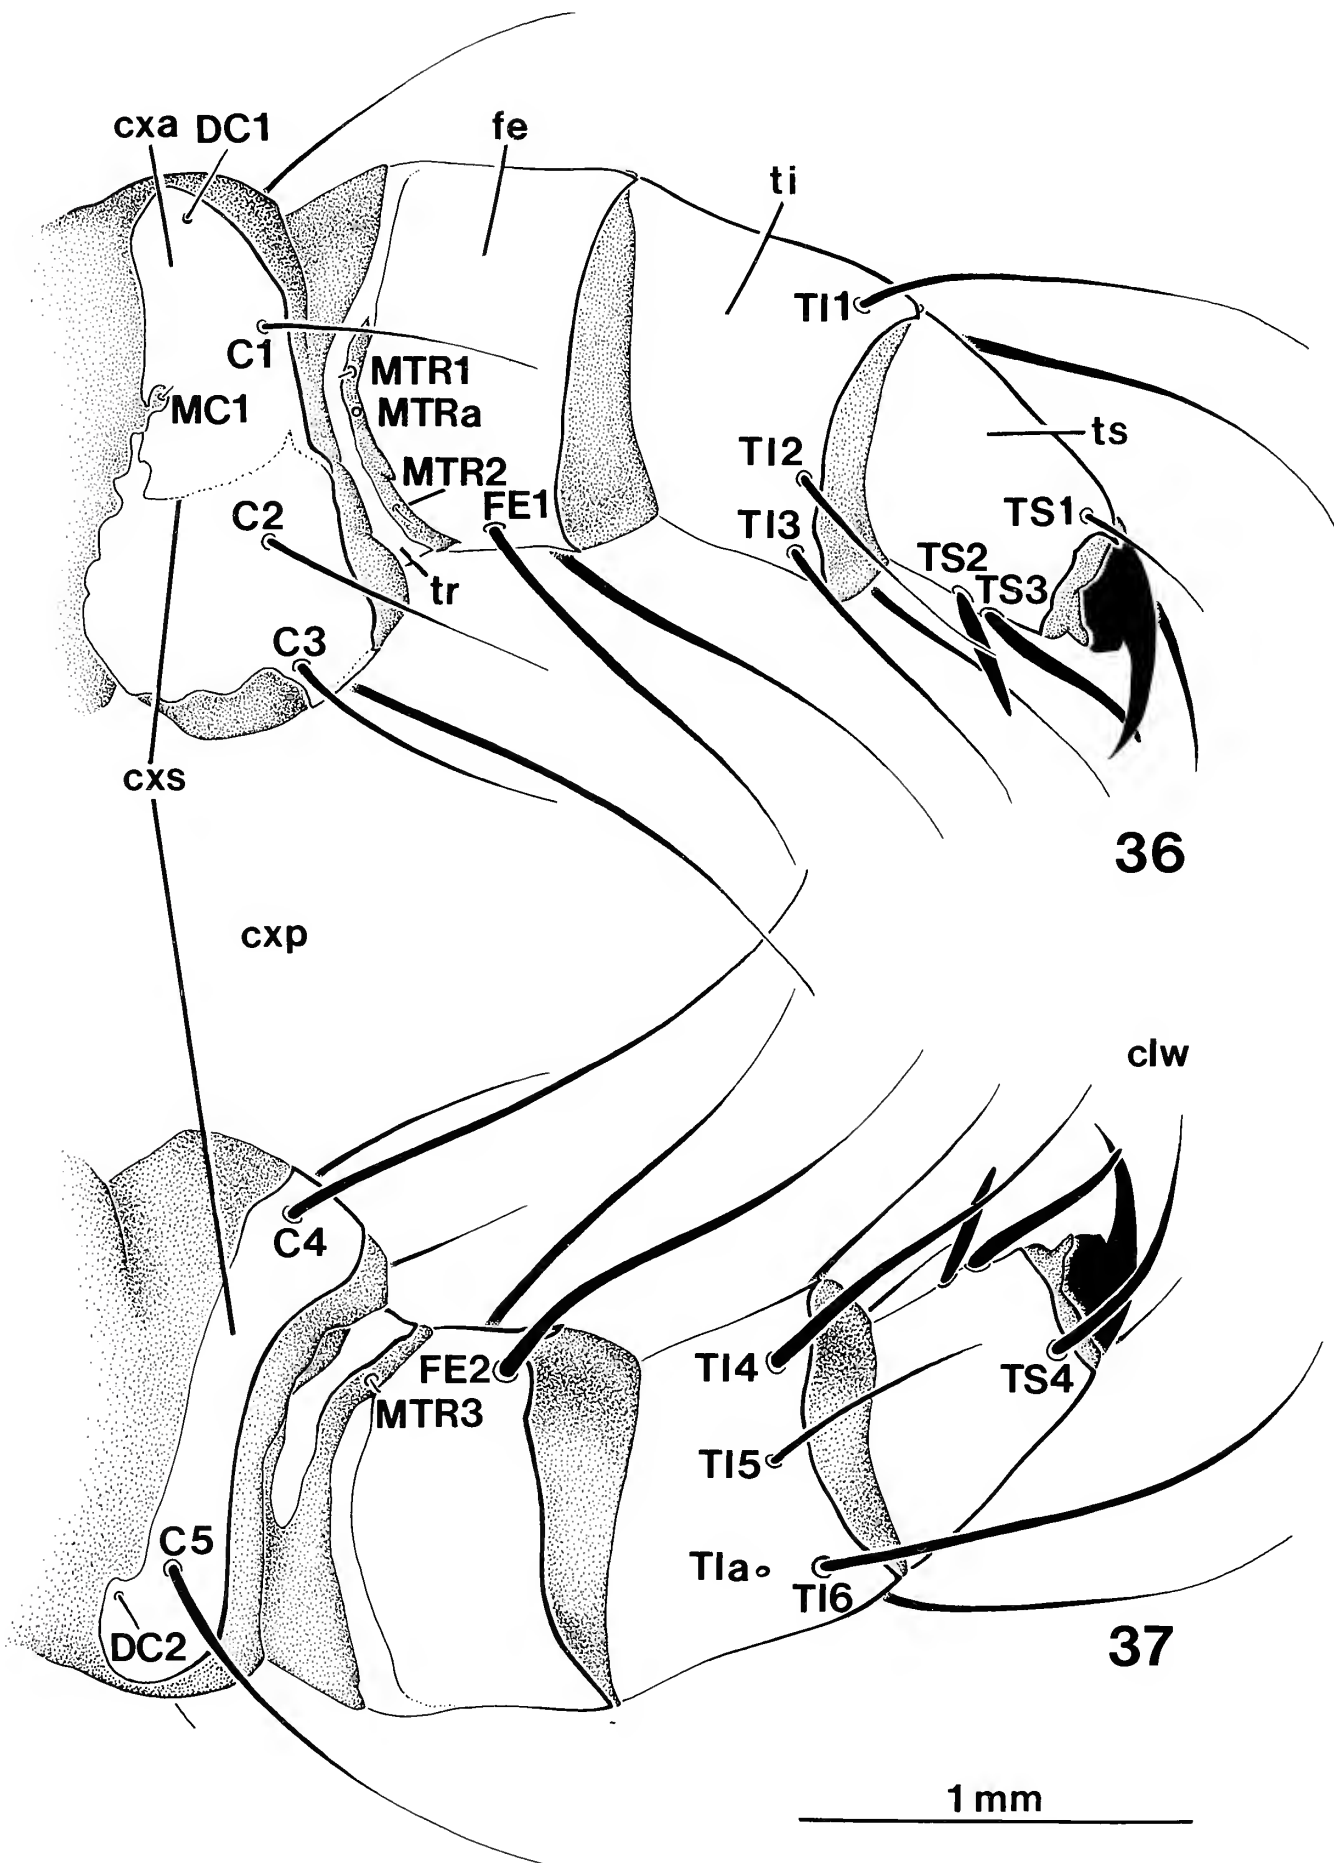 cxa DC1
fe
ti
TI1
C1
MTR1
MC1
MTRa
ts
TI2
MTR2
FE1
TS1
C2
TI3
TS2
TS3
tr
C3
cxs
36
cxp
clw
C4
FE2
TI4
TS4
MTR3
TI5
C5
TIa
TI6
DC2
37
1 mm